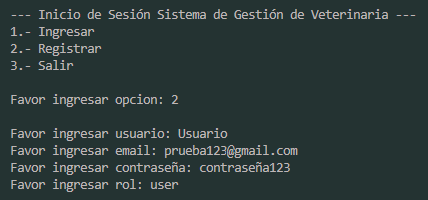 --- Inicio de Sesión Sistema de Gestión de Veterinaria ---
1.- Ingresar
2.- Registrar
3.- Salir
Favor ingresar opcion: 2
Favor ingresar usuario: Usuario
Favor ingresar email: prueba123@gmail.com
Favor ingresar contraseña: contraseña123
Favor ingresar rol: user